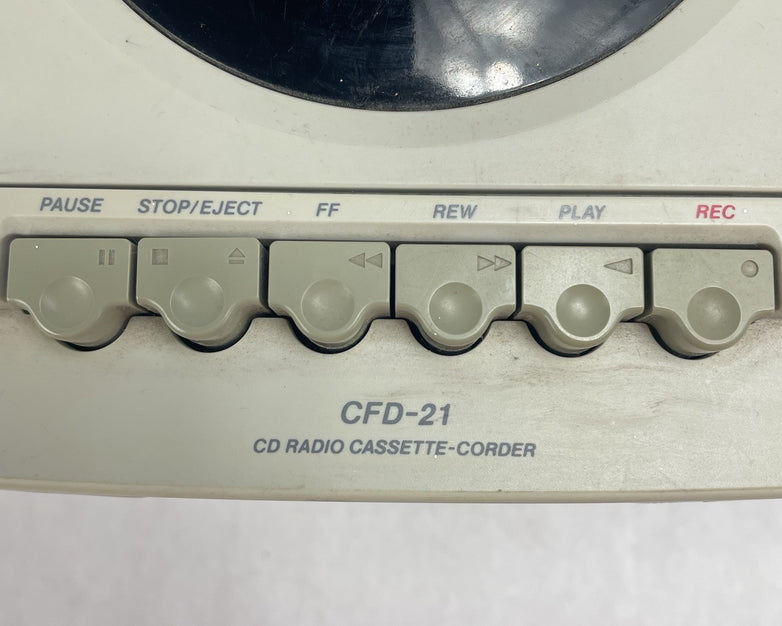 PAUSE STOP/EJECT FF REW PLAY REC
CFD-21
CD RADIO CASSETTE-CORDER